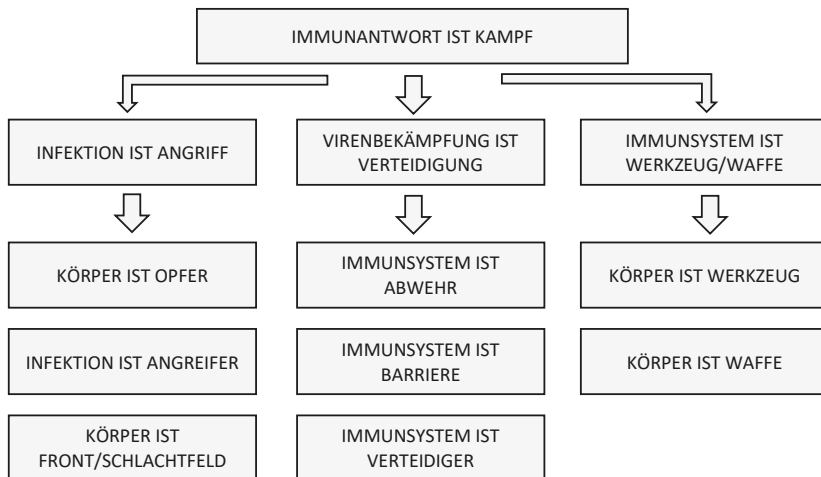 IMMUNANTWORT IST KAMPF
INFEKTION IST ANGRIFF
VIRENBEKÄMPFUNG IST
VERTEIDIGUNG
IMMUNSYSTEM IST
WERKZEUG/WAFFE
KÖRPER IST OPFER
IMMUNSYSTEM IST
ABWEHR
KÖRPER IST WERKZEUG
INFEKTION IST ANGREIFER
IMMUNSYSTEM IST
BARRIERE
KÖRPER IST WAFFE
KÖRPER IST
FRONT/SCHLACHTFELD
IMMUNSYSTEM IST
VERTEIDIGER